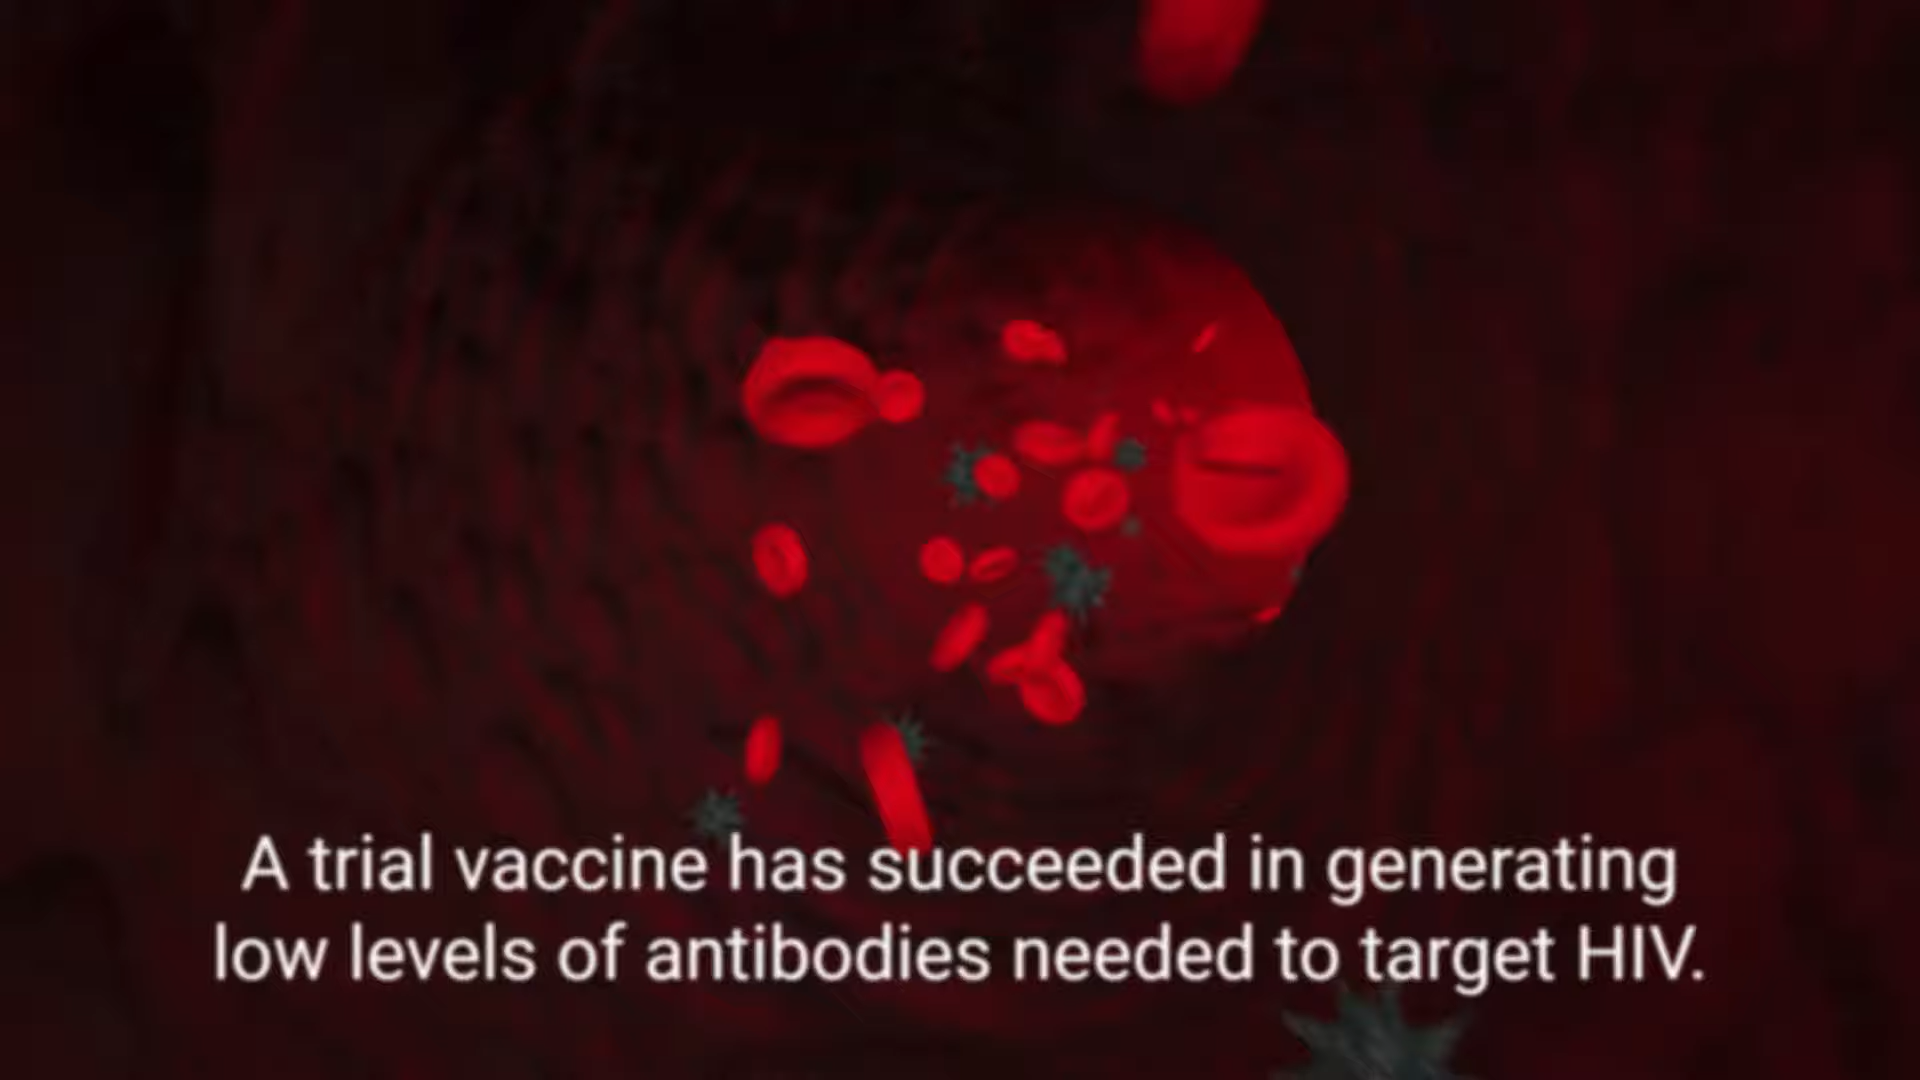 A trial vaccine has succeeded in generating
low levels of antibodies needed to target HIV.